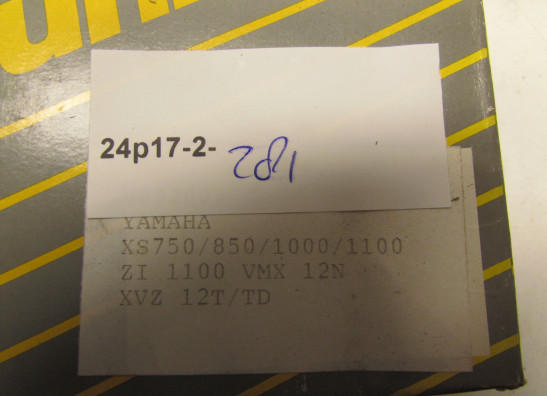 24p17-2- 281
YAMAHA
XS750/850/1000/1100
ZI 1100 VMX 12N
XVZ 12T/TD